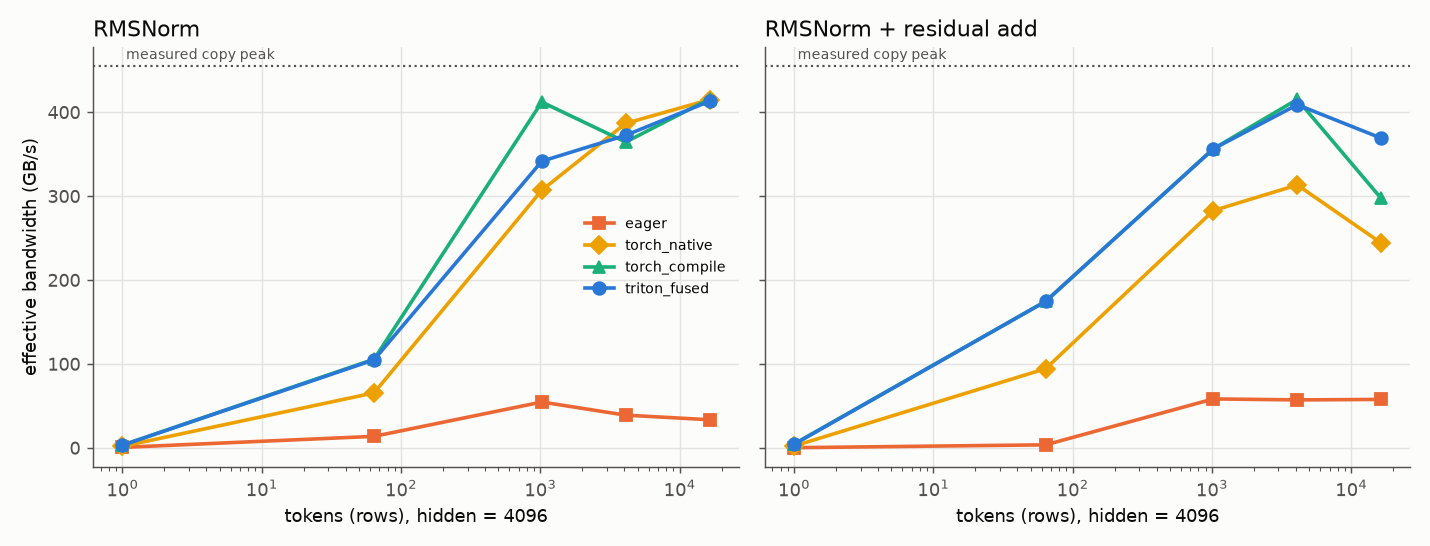 RMSNorm
measured copy peak
effective bandwidth (GB/s)
400
300
200
100
0
eager
torch_native
torch_compile
triton_fused
10⁰
10¹
10²
10³
10⁴
tokens (rows), hidden = 4096
RMSNorm + residual add
measured copy peak
10⁰
10¹
10²
10³
10⁴
tokens (rows), hidden = 4096